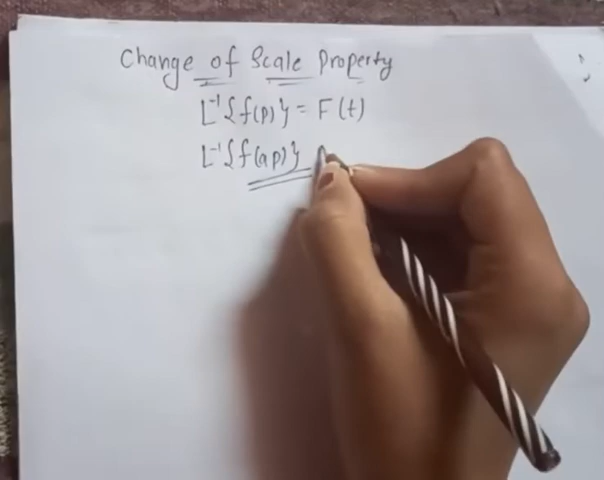 Change of Scale Property
L⁻¹{f(p)} = F(t)
L⁻¹{f(ap)}